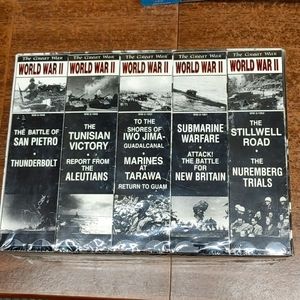 The Great War
WORLD WAR II
THE BATTLE OF
SAN PIETRO
THUNDERBOLT
The Great War
WORLD WAR II
THE
TUNISIAN
VICTORY
REPORT FROM
THE
ALEUTIANS
The Great War
WORLD WAR II
TO THE
SHORES OF
IWO JIMA-
GUADALCANAL
MARINES
AT
TARAWA
RETURN TO GUAM
The Great War
WORLD WAR II
SUBMARINE
WARFARE
ATTACK!
THE BATTLE
FOR
NEW BRITAIN
The Great War
WORLD WAR II
THE
STILLWELL
ROAD
THE
NUREMBERG
TRIALS